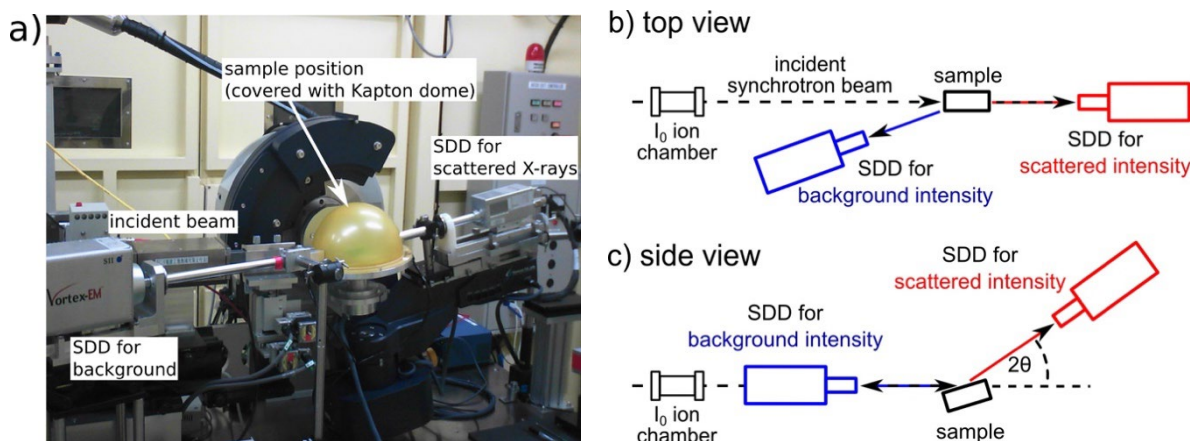 a)
sample position
(covered with Kapton dome)
SDD for
scattered X-rays
incident beam
SII
Vortex-EM
SDD for
background
b) top view
incident
synchrotron beam
sample
I₀ ion
chamber
SDD for
background intensity
SDD for
scattered intensity
c) side view
SDD for
scattered intensity
SDD for
background intensity
2θ
I₀ ion
chamber
sample